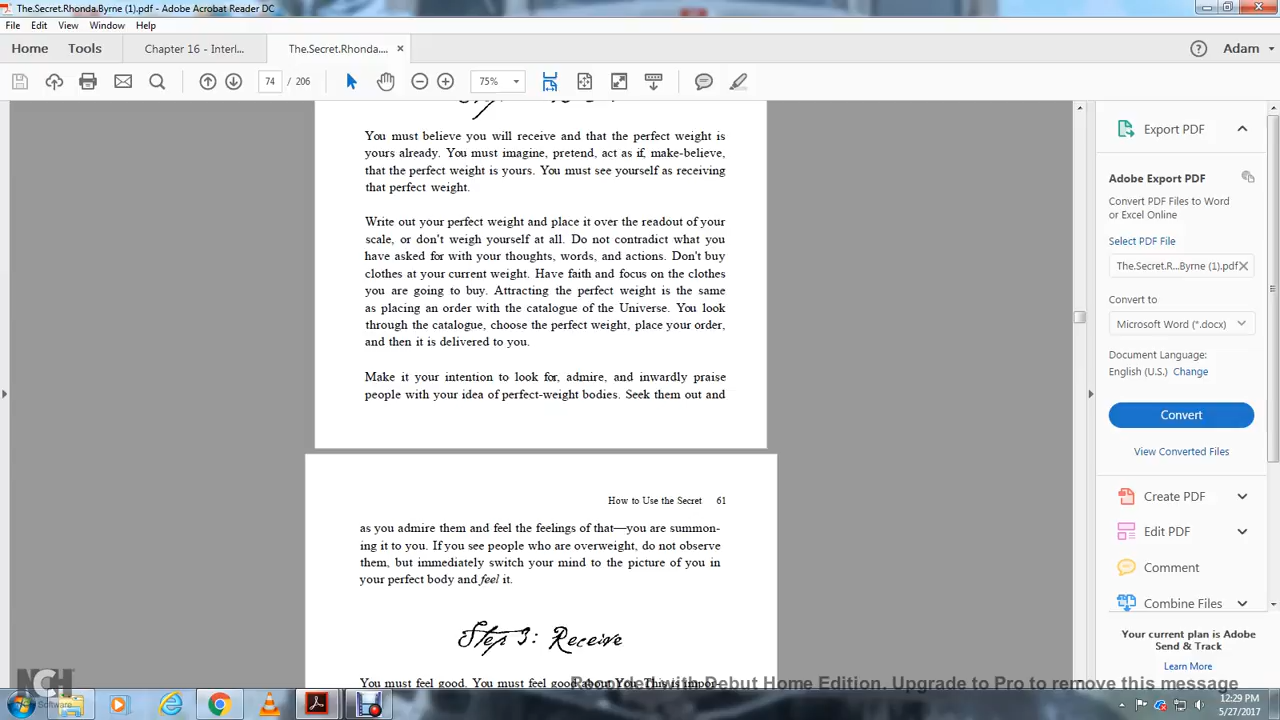 The.Secret.Rhonda.Byrne (1).pdf - Adobe Acrobat Reader DC
File Edit View Window Help
Home Tools Chapter 16 - Interl... The.Secret.Rhonda.... × Adam
74 / 206 75%
You must believe you will receive and that the perfect weight is
yours already. You must imagine, pretend, act as if, make-believe,
that the perfect weight is yours. You must see yourself as receiving
that perfect weight.
Write out your perfect weight and place it over the readout of your
scale, or don't weigh yourself at all. Do not contradict what you
have asked for with your thoughts, words, and actions. Don't buy
clothes at your current weight. Have faith and focus on the clothes
you are going to buy. Attracting the perfect weight is the same
as placing an order with the catalogue of the Universe. You look
through the catalogue, choose the perfect weight, place your order,
and then it is delivered to you.
Make it your intention to look for, admire, and inwardly praise
people with your idea of perfect-weight bodies. Seek them out and
How to Use the Secret 61
as you admire them and feel the feelings of that—you are summon-
ing it to you. If you see people who are overweight, do not observe
them, but immediately switch your mind to the picture of you in
your perfect body and feel it.
Step 3: Receive
You must feel good. You must feel good about You. This is impor-
Export PDF
Adobe Export PDF
Convert PDF Files to Word
or Excel Online
Select PDF File
The.Secret.R...Byrne (1).pdf
Convert to
Microsoft Word (*.docx)
Document Language:
English (U.S.) Change
Convert
View Converted Files
Create PDF
Edit PDF
Comment
Combine Files
Your current plan is Adobe
Send & Track
Learn More
NCH
Software
Recorded with Debut Home Edition. Upgrade to Pro to remove this message
12:29 PM
5/27/2017